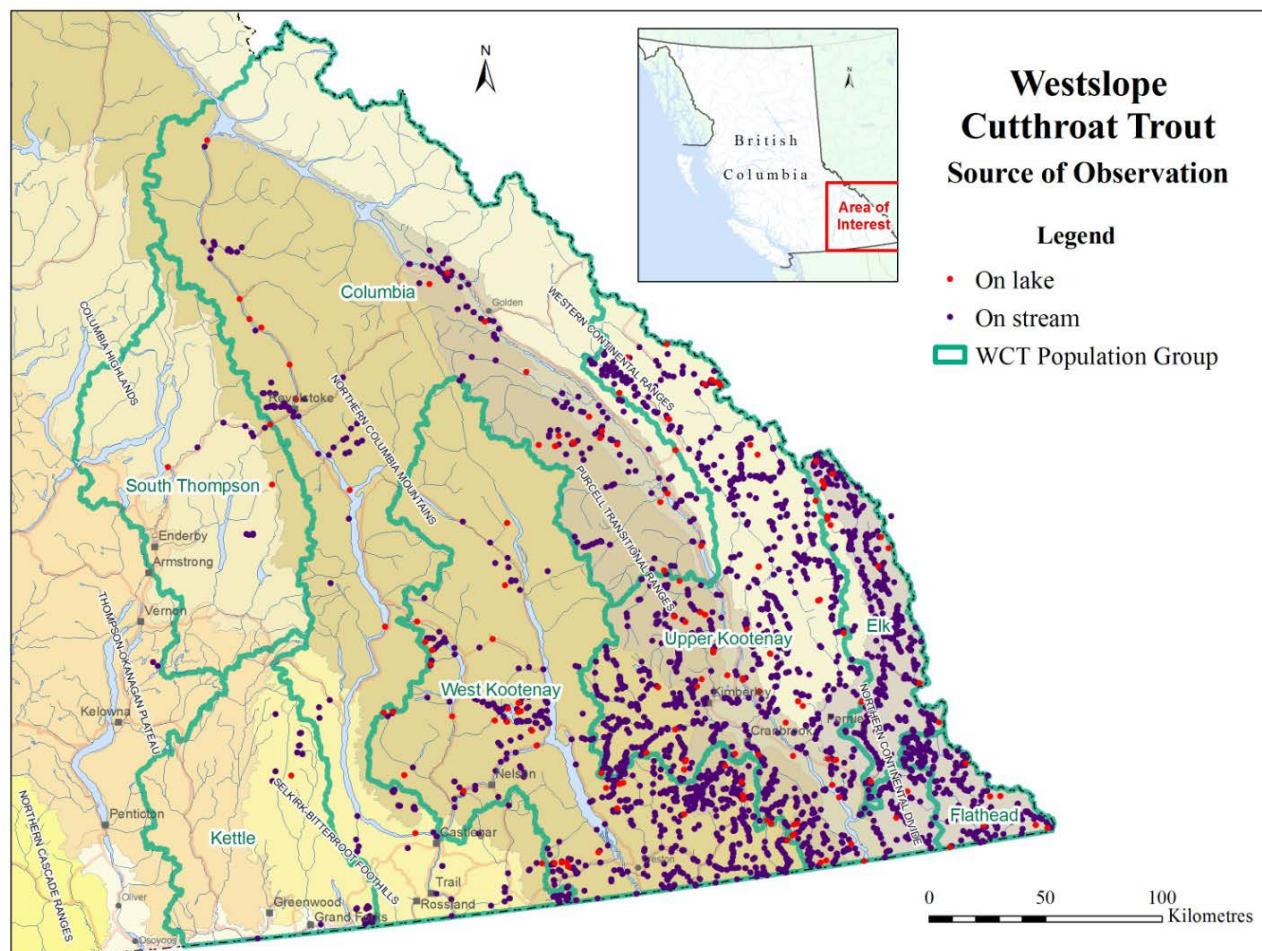 Westslope
Cutthroat Trout
Source of Observation
Legend
On lake
On stream
WCT Population Group
N
N
British
Columbia
Area of
Interest
Columbia
Golden
WESTERN CONTINENTAL RANGES
COLUMBIA HIGHLANDS
NORTHERN COLUMBIA MOUNTAINS
Revelstoke
South Thompson
PURCELL TRANSITIONAL RANGES
Enderby
Armstrong
Vernon
THOMPSON-OKANAGAN PLATEAU
Upper Kootenay
Elk
West Kootenay
Kimberley
Kelowna
Cranbrook
Fernie
NORTHERN CONTINENTAL DIVIDE
Nelson
SELKIRK-BITTERROOT FOOTHILLS
Penticton
Kettle
Castlegar
Flathead
NORTHERN CASCADE RANGES
Creston
Trail
Rossland
Oliver
Greenwood
Grand Forks
Osoyoos
0 50 100
Kilometres